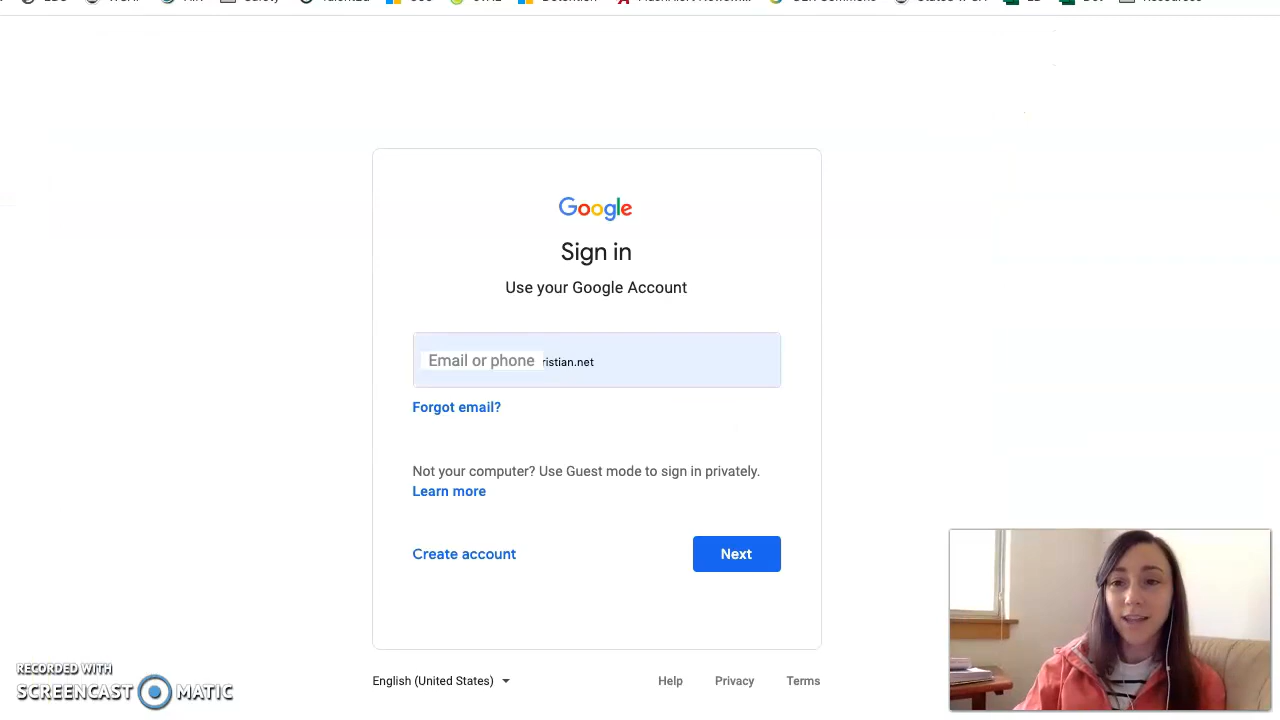 Safety
Resources
Google
Sign in
Use your Google Account
Email or phone ristian.net
Forgot email?
Not your computer? Use Guest mode to sign in privately.
Learn more
Create account
Next
English (United States)
Help
Privacy
Terms
RECORDED WITH
SCREENCAST MATIC